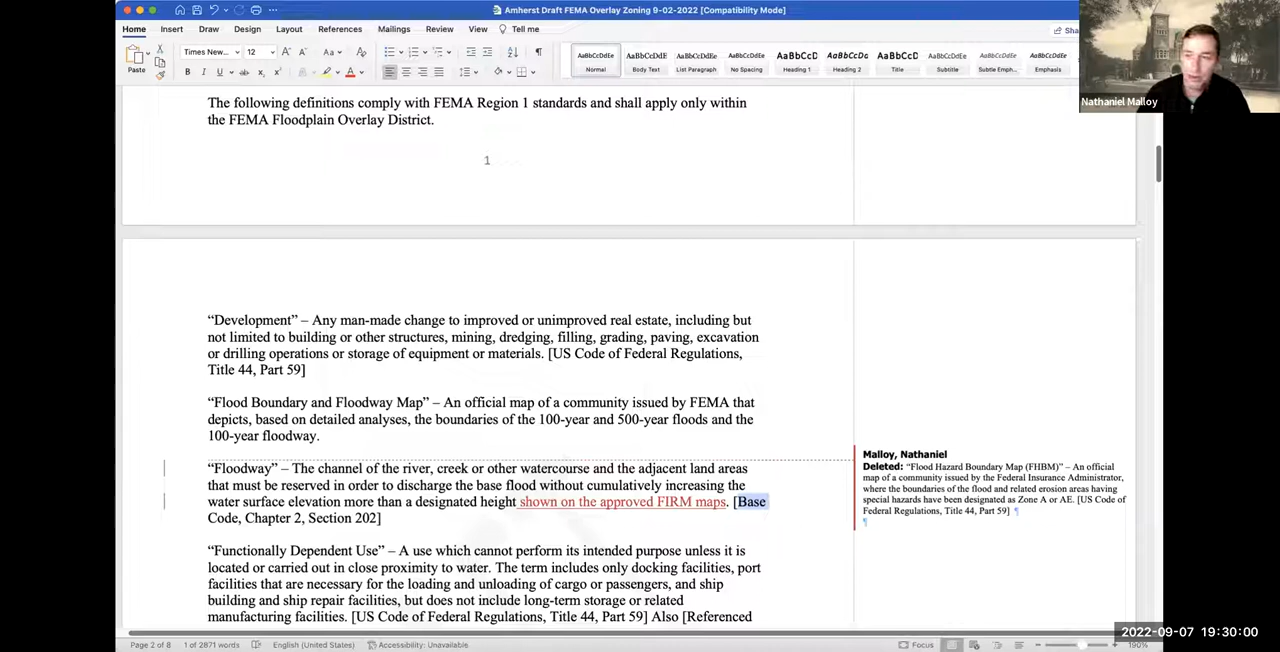 Amherst Draft FEMA Overlay Zoning 9-02-2022 [Compatibility Mode]
Home Insert Draw Design Layout References Mailings Review View Tell me
Sha
Paste
Times New... 12
AaBbCcDdEe AaBbCcDdEe AaBbCcDdEe AaBbCcDdEe AaBbCcD AaBbCcDc AaBbCcD AaBbCcDdEe AaBbCcDdEe AaBbCcDdEe
Normal Body Text List Paragraph No Spacing Heading 1 Heading 2 Title Subtitle Subtle Emph... Emphasis
Nathaniel Malloy
The following definitions comply with FEMA Region 1 standards and shall apply only within
the FEMA Floodplain Overlay District.
1
“Development” – Any man-made change to improved or unimproved real estate, including but
not limited to building or other structures, mining, dredging, filling, grading, paving, excavation
or drilling operations or storage of equipment or materials. [US Code of Federal Regulations,
Title 44, Part 59]
“Flood Boundary and Floodway Map” – An official map of a community issued by FEMA that
depicts, based on detailed analyses, the boundaries of the 100-year and 500-year floods and the
100-year floodway.
“Floodway” – The channel of the river, creek or other watercourse and the adjacent land areas
that must be reserved in order to discharge the base flood without cumulatively increasing the
water surface elevation more than a designated height shown on the approved FIRM maps. [Base
Code, Chapter 2, Section 202]
“Functionally Dependent Use” – A use which cannot perform its intended purpose unless it is
located or carried out in close proximity to water. The term includes only docking facilities, port
facilities that are necessary for the loading and unloading of cargo or passengers, and ship
building and ship repair facilities, but does not include long-term storage or related
manufacturing facilities. [US Code of Federal Regulations, Title 44, Part 59] Also [Referenced
Malloy, Nathaniel
Deleted: “Flood Hazard Boundary Map (FHBM)” – An official
map of a community issued by the Federal Insurance Administrator,
where the boundaries of the flood and related erosion areas having
special hazards have been designated as Zone A or AE. [US Code of
Federal Regulations, Title 44, Part 59] ¶
¶
Page 2 of 8 1 of 2871 words English (United States) Accessibility: Unavailable Focus 190%
2022-09-07 19:30:00